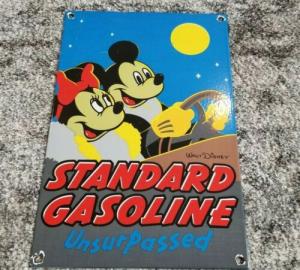 WALT DISNEY
STANDARD
GASOLINE
UnsurPassed